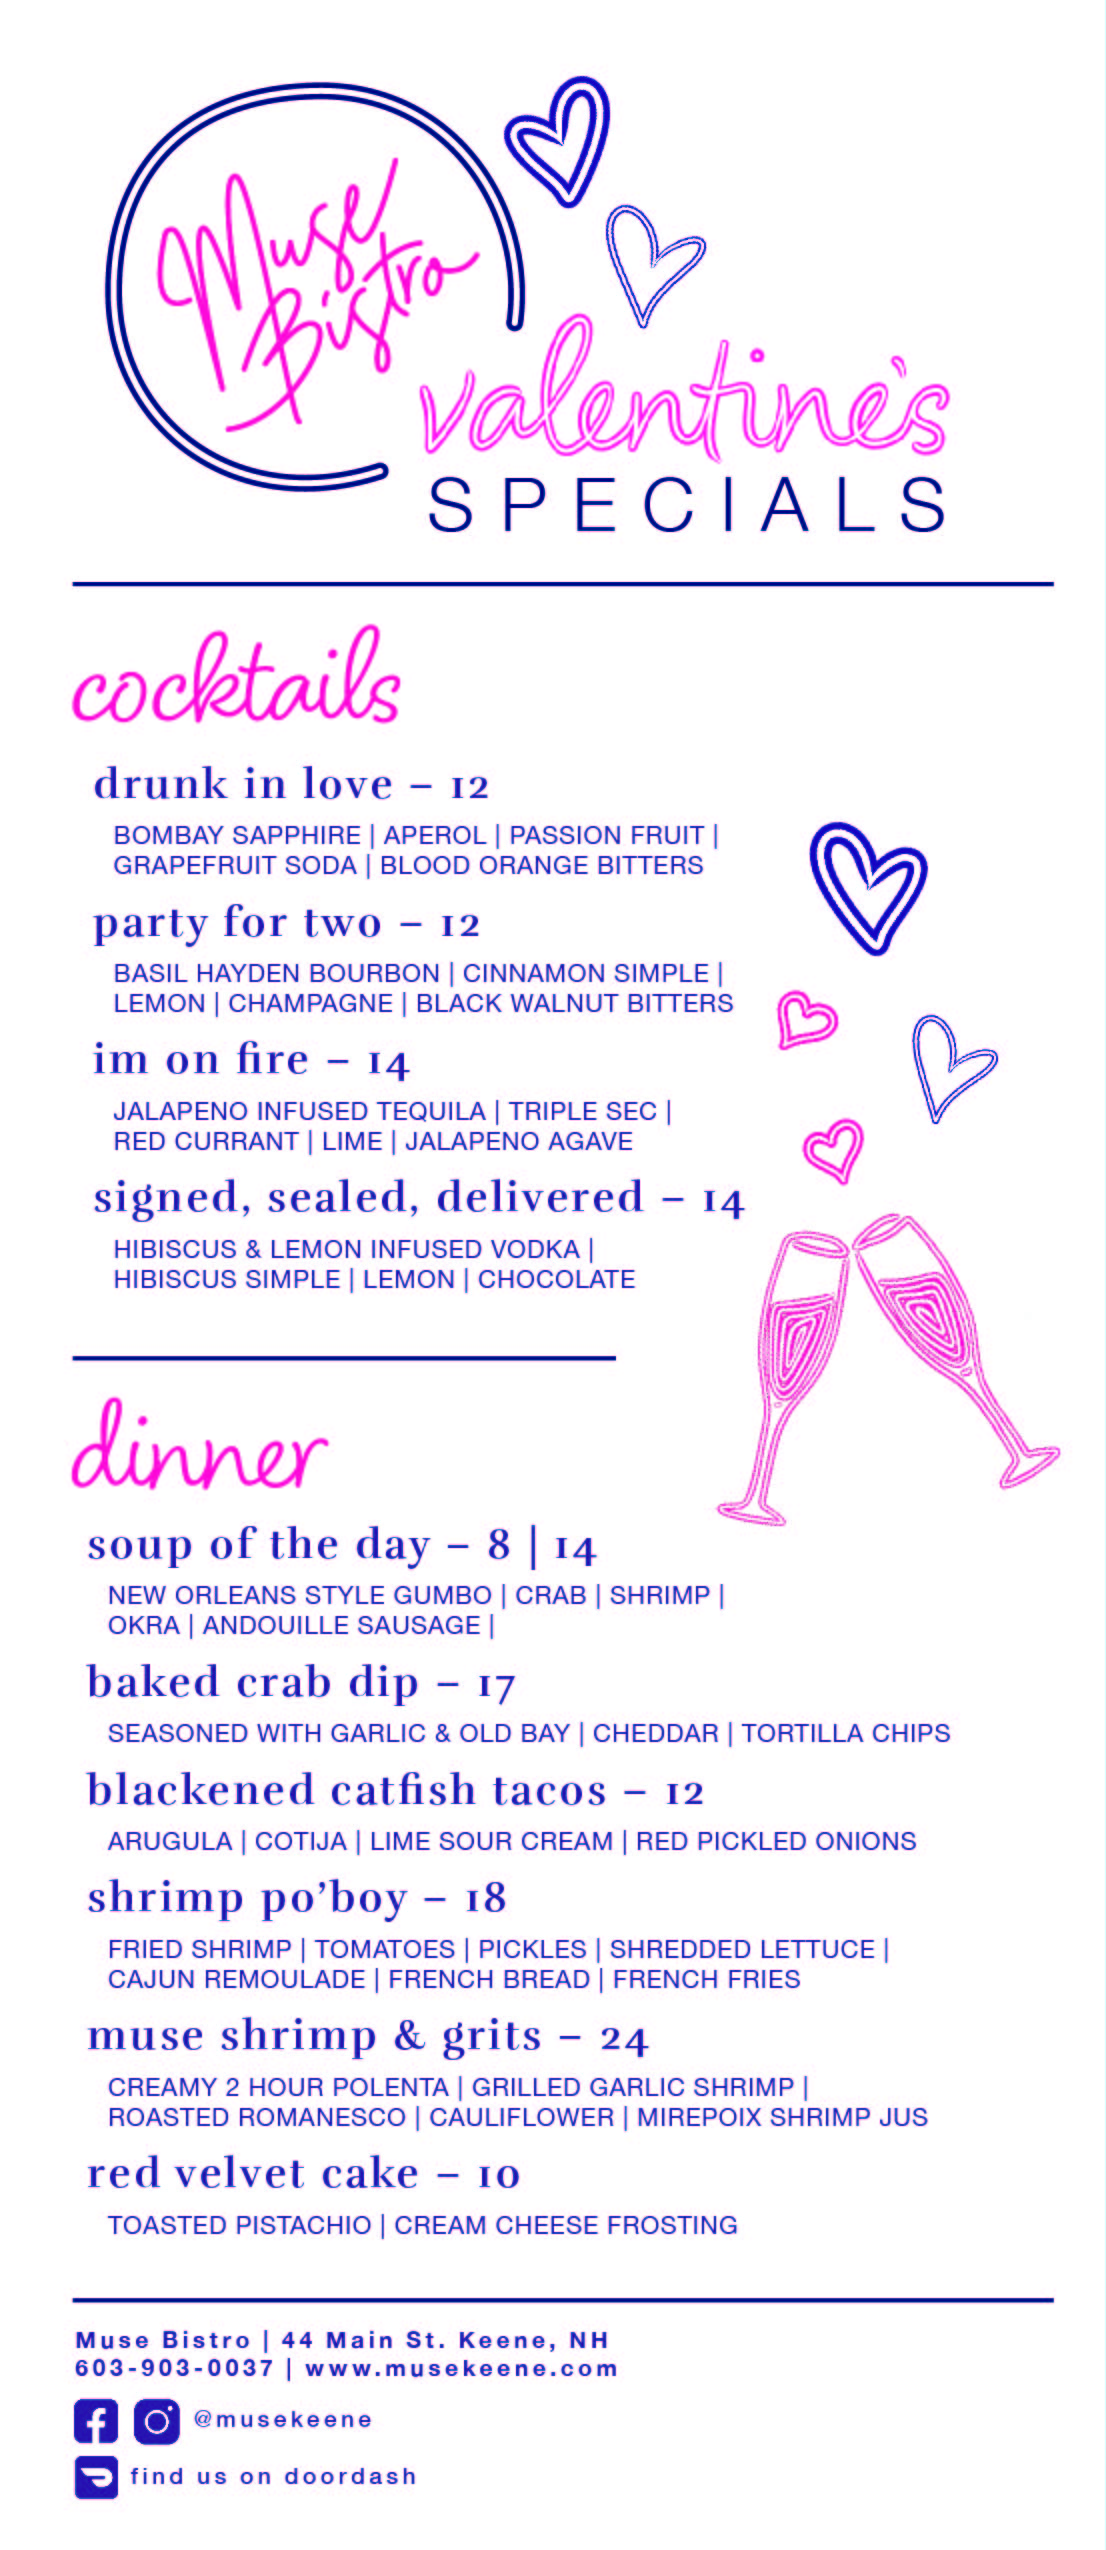 Muse
Bistro
valentine's
SPECIALS
cocktails
drunk in love – 12
BOMBAY SAPPHIRE | APEROL | PASSION FRUIT |
GRAPEFRUIT SODA | BLOOD ORANGE BITTERS
party for two – 12
BASIL HAYDEN BOURBON | CINNAMON SIMPLE |
LEMON | CHAMPAGNE | BLACK WALNUT BITTERS
im on fire – 14
JALAPENO INFUSED TEQUILA | TRIPLE SEC |
RED CURRANT | LIME | JALAPENO AGAVE
signed, sealed, delivered – 14
HIBISCUS & LEMON INFUSED VODKA |
HIBISCUS SIMPLE | LEMON | CHOCOLATE
dinner
soup of the day – 8 | 14
NEW ORLEANS STYLE GUMBO | CRAB | SHRIMP |
OKRA | ANDOUILLE SAUSAGE |
baked crab dip – 17
SEASONED WITH GARLIC & OLD BAY | CHEDDAR | TORTILLA CHIPS
blackened catfish tacos – 12
ARUGULA | COTIJA | LIME SOUR CREAM | RED PICKLED ONIONS
shrimp po'boy – 18
FRIED SHRIMP | TOMATOES | PICKLES | SHREDDED LETTUCE |
CAJUN REMOULADE | FRENCH BREAD | FRENCH FRIES
muse shrimp & grits – 24
CREAMY 2 HOUR POLENTA | GRILLED GARLIC SHRIMP |
ROASTED ROMANESCO | CAULIFLOWER | MIREPOIX SHRIMP JUS
red velvet cake – 10
TOASTED PISTACHIO | CREAM CHEESE FROSTING
Muse Bistro | 44 Main St. Keene, NH
603-903-0037 | www.musekeene.com
@musekeene
find us on doordash